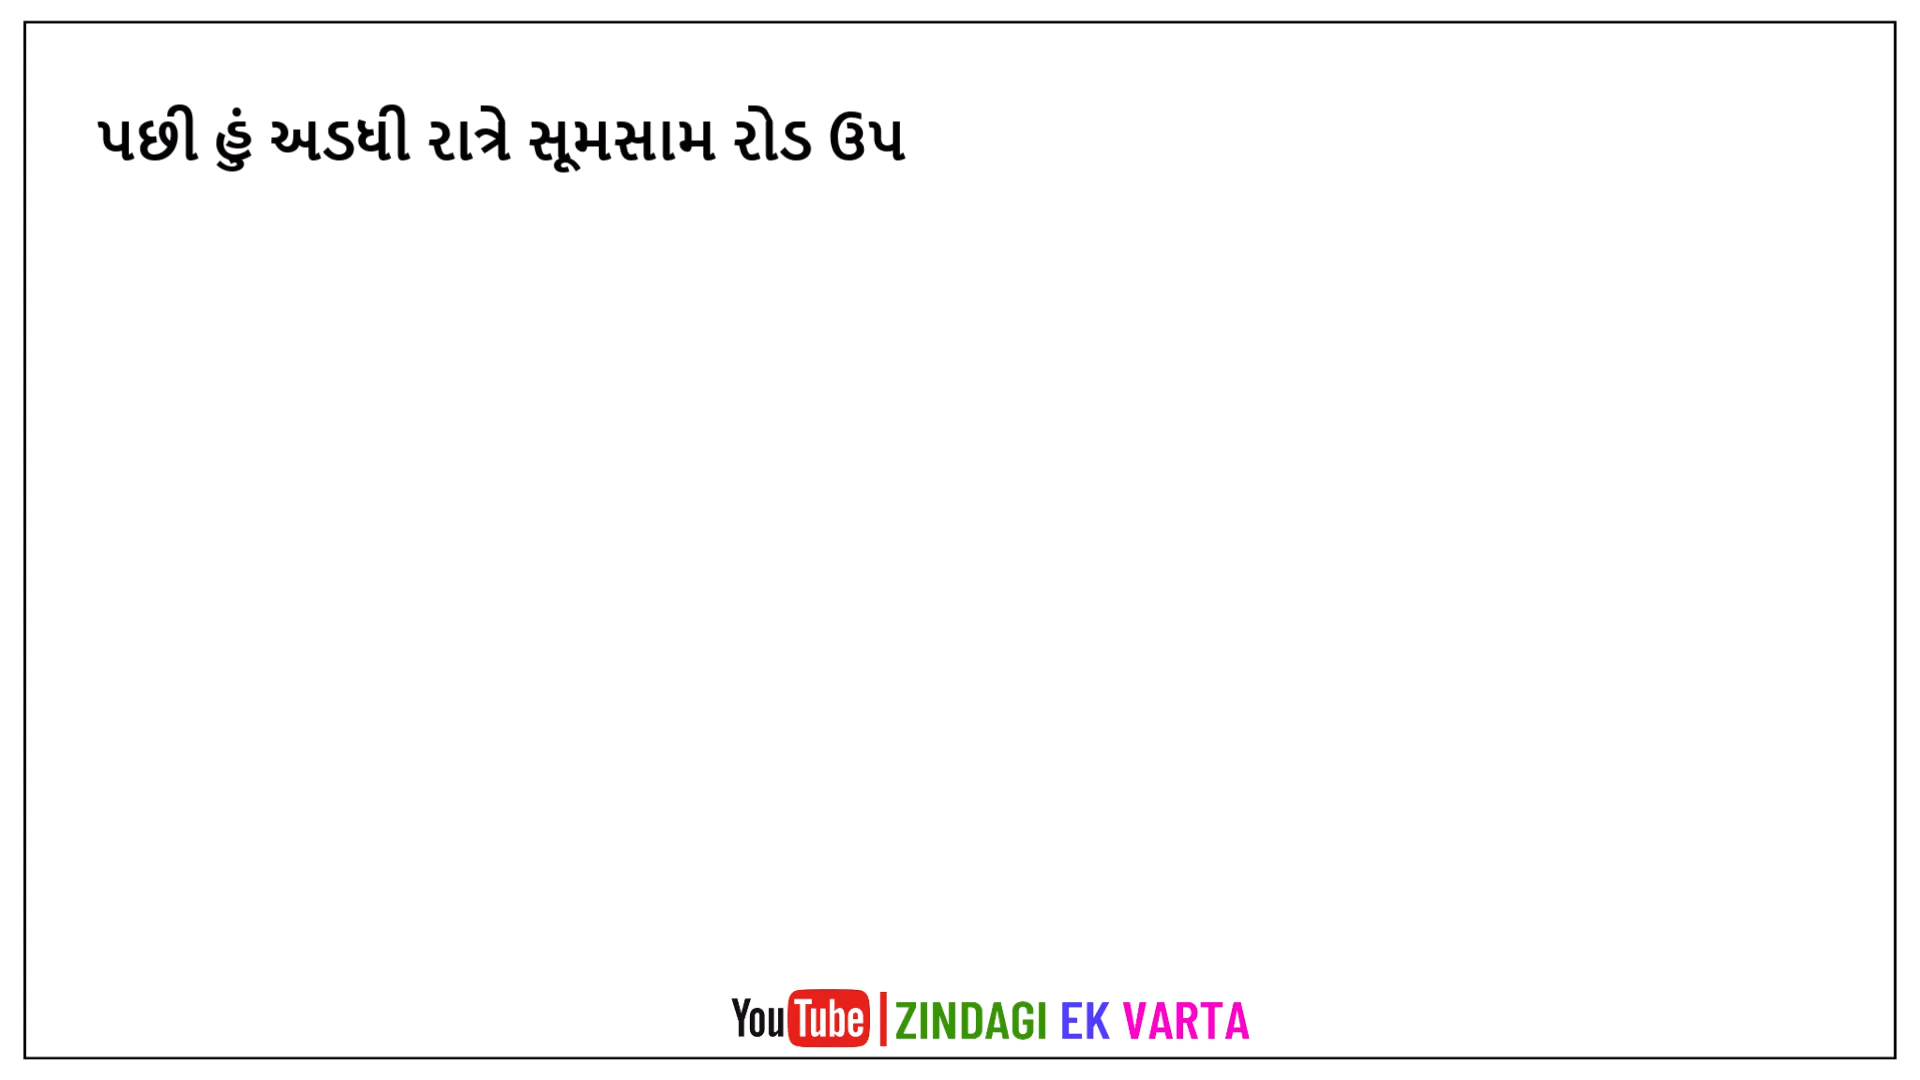 પછી હું અડધી રાત્રે સૂમસામ રોડ ઉપ
YouTube | ZINDAGI EK VARTA